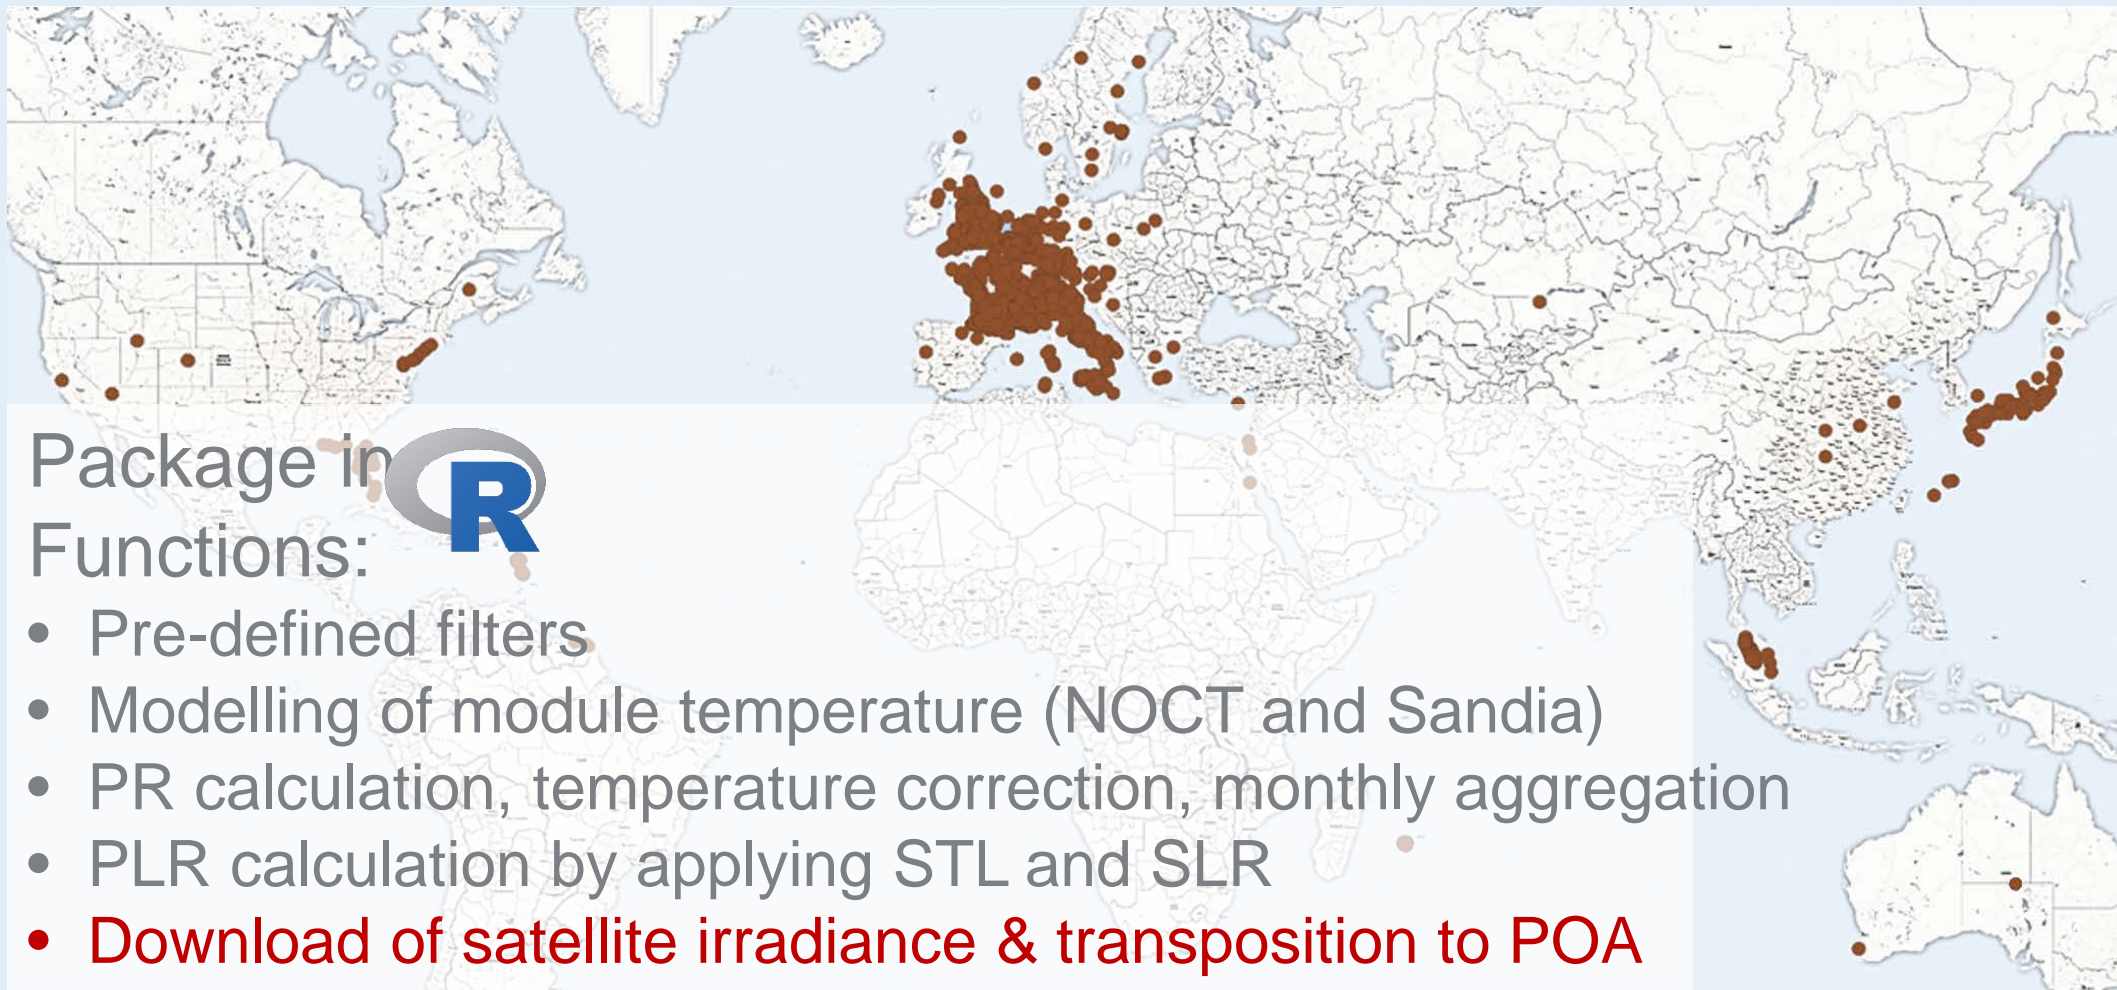 Package in R
Functions:
• Pre-defined filters
• Modelling of module temperature (NOCT and Sandia)
• PR calculation, temperature correction, monthly aggregation
• PLR calculation by applying STL and SLR
• Download of satellite irradiance & transposition to POA